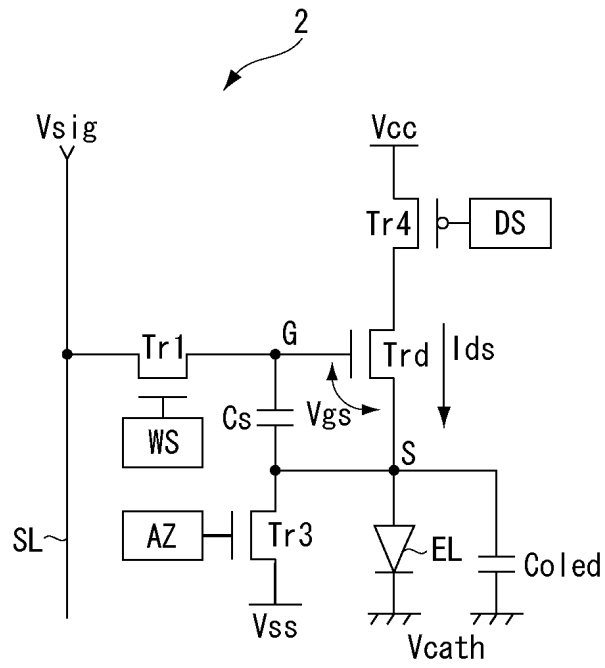 2
Vsig
Vcc
Tr4
DS
Tr1
G
Trd
Ids
Cs
Vgs
WS
S
SL
AZ
Tr3
EL
Coled
Vss
Vcath